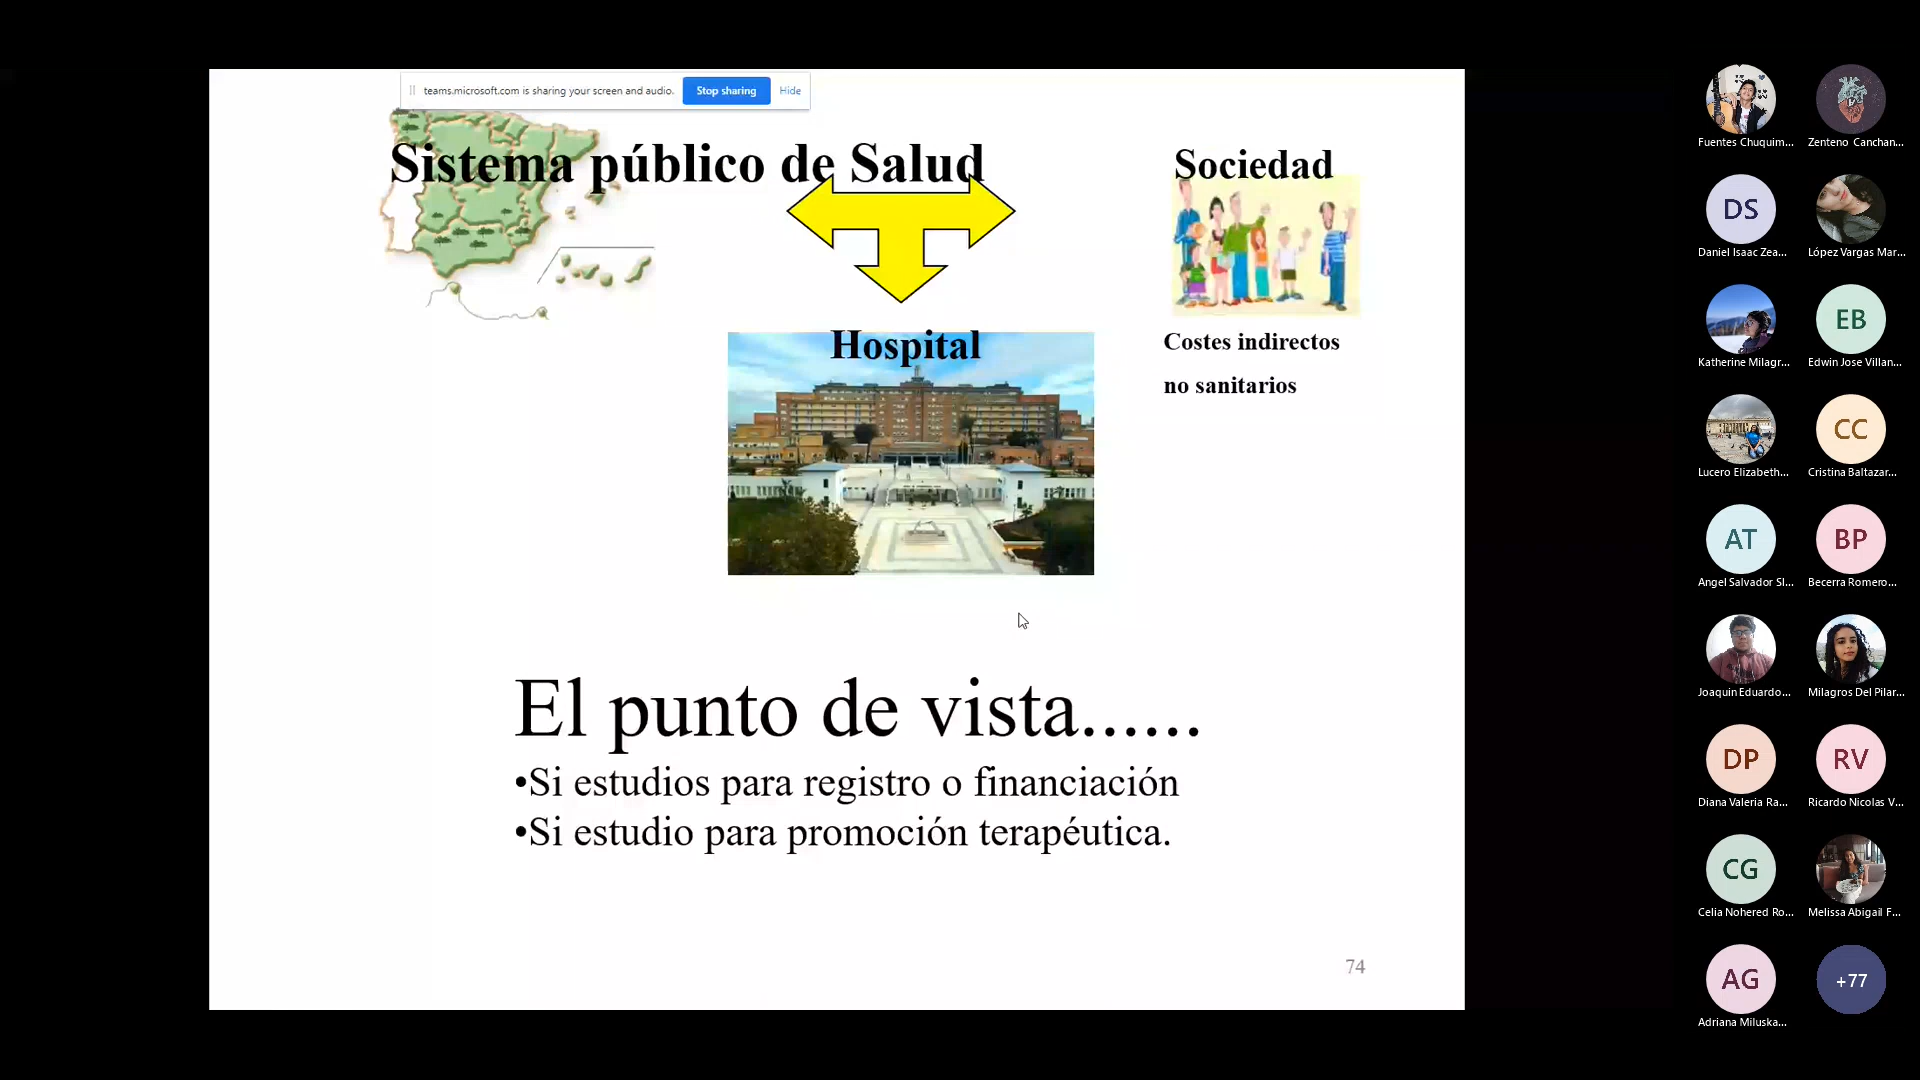 teams.microsoft.com is sharing your screen and audio.
Stop sharing
Hide
Sistema público de Salud
Sociedad
Hospital
Costes indirectos
no sanitarios
El punto de vista......
•Si estudios para registro o financiación
•Si estudio para promoción terapéutica.
74
Fuentes Chuquim...
Zenteno Canchan...
DS
Daniel Isaac Zea...
López Vargas Mar...
Katherine Milagr...
EB
Edwin Jose Villan...
Lucero Elizabeth...
CC
Cristina Baltazar...
AT
Angel Salvador Sl...
BP
Becerra Romero...
Joaquin Eduardo...
Milagros Del Pilar...
DP
Diana Valeria Ra...
RV
Ricardo Nicolas V...
CG
Celia Nohered Ro...
Melissa Abigail F...
AG
Adriana Miluska...
+77